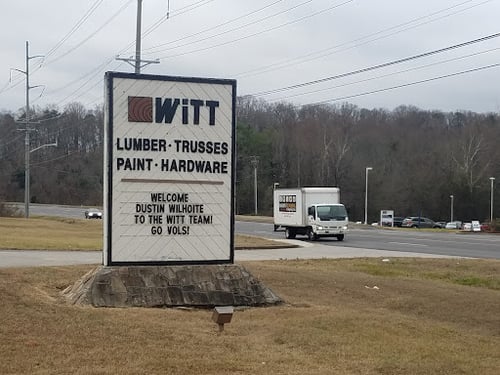 WiTT
LUMBER · TRUSSES
PAINT · HARDWARE
WELCOME
DUSTIN WILHOITE
TO THE WITT TEAM!
GO VOLS!